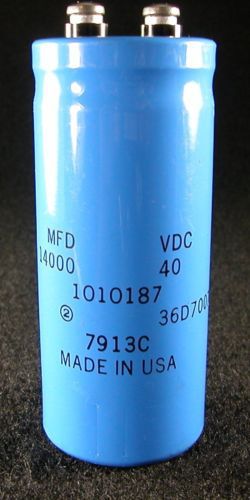 MFD VDC
14000 40
1010187
② 36D700
7913C
MADE IN USA